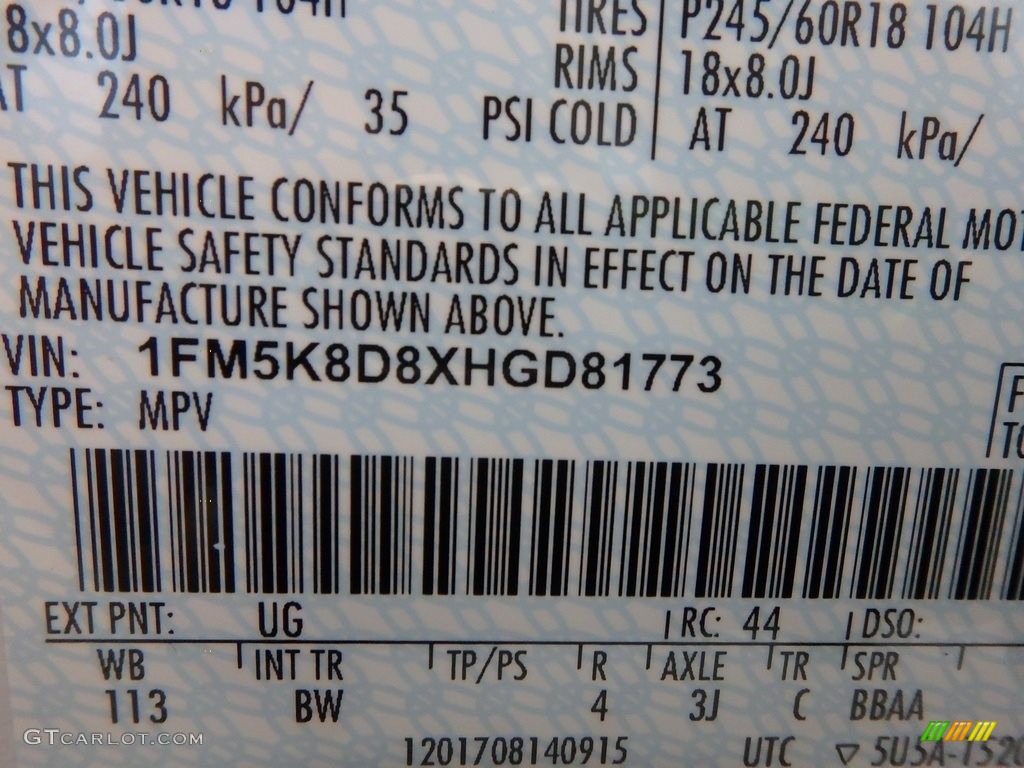 TIRES P245/60R18 104H
8x8.0J RIMS 18x8.0J
AT 240 kPa/ 35 PSI COLD AT 240 kPa/
THIS VEHICLE CONFORMS TO ALL APPLICABLE FEDERAL MOT
VEHICLE SAFETY STANDARDS IN EFFECT ON THE DATE OF
MANUFACTURE SHOWN ABOVE.
VIN: 1FM5K8D8XHGD81773
TYPE: MPV
EXT PNT: UG RC: 44 DSO:
WB INT TR TP/PS R AXLE TR SPR
113 BW 4 3J C BBAA
1201708140915 UTC ▽ 5U5A-1520
GTCARLOT.COM